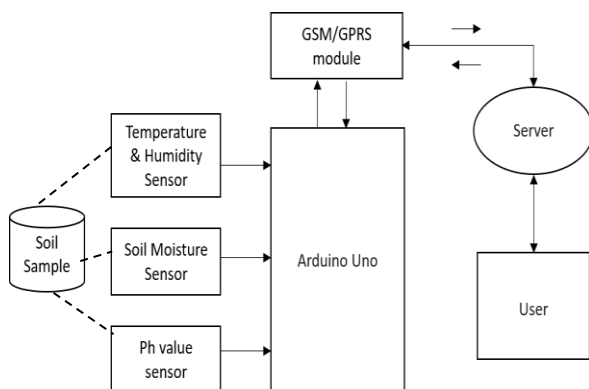 GSM/GPRS
module
Temperature
& Humidity
Sensor
Server
Soil
Sample
Soil Moisture
Sensor
Arduino Uno
User
Ph value
sensor